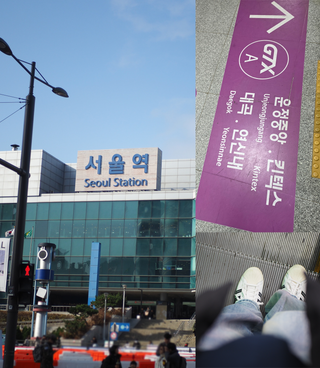 서울역
Seoul Station
GTX
A
운정중앙 · 킨텍스
Unjeongjungang Kintex
대곡 연신내
Daegok Yeonsinnae